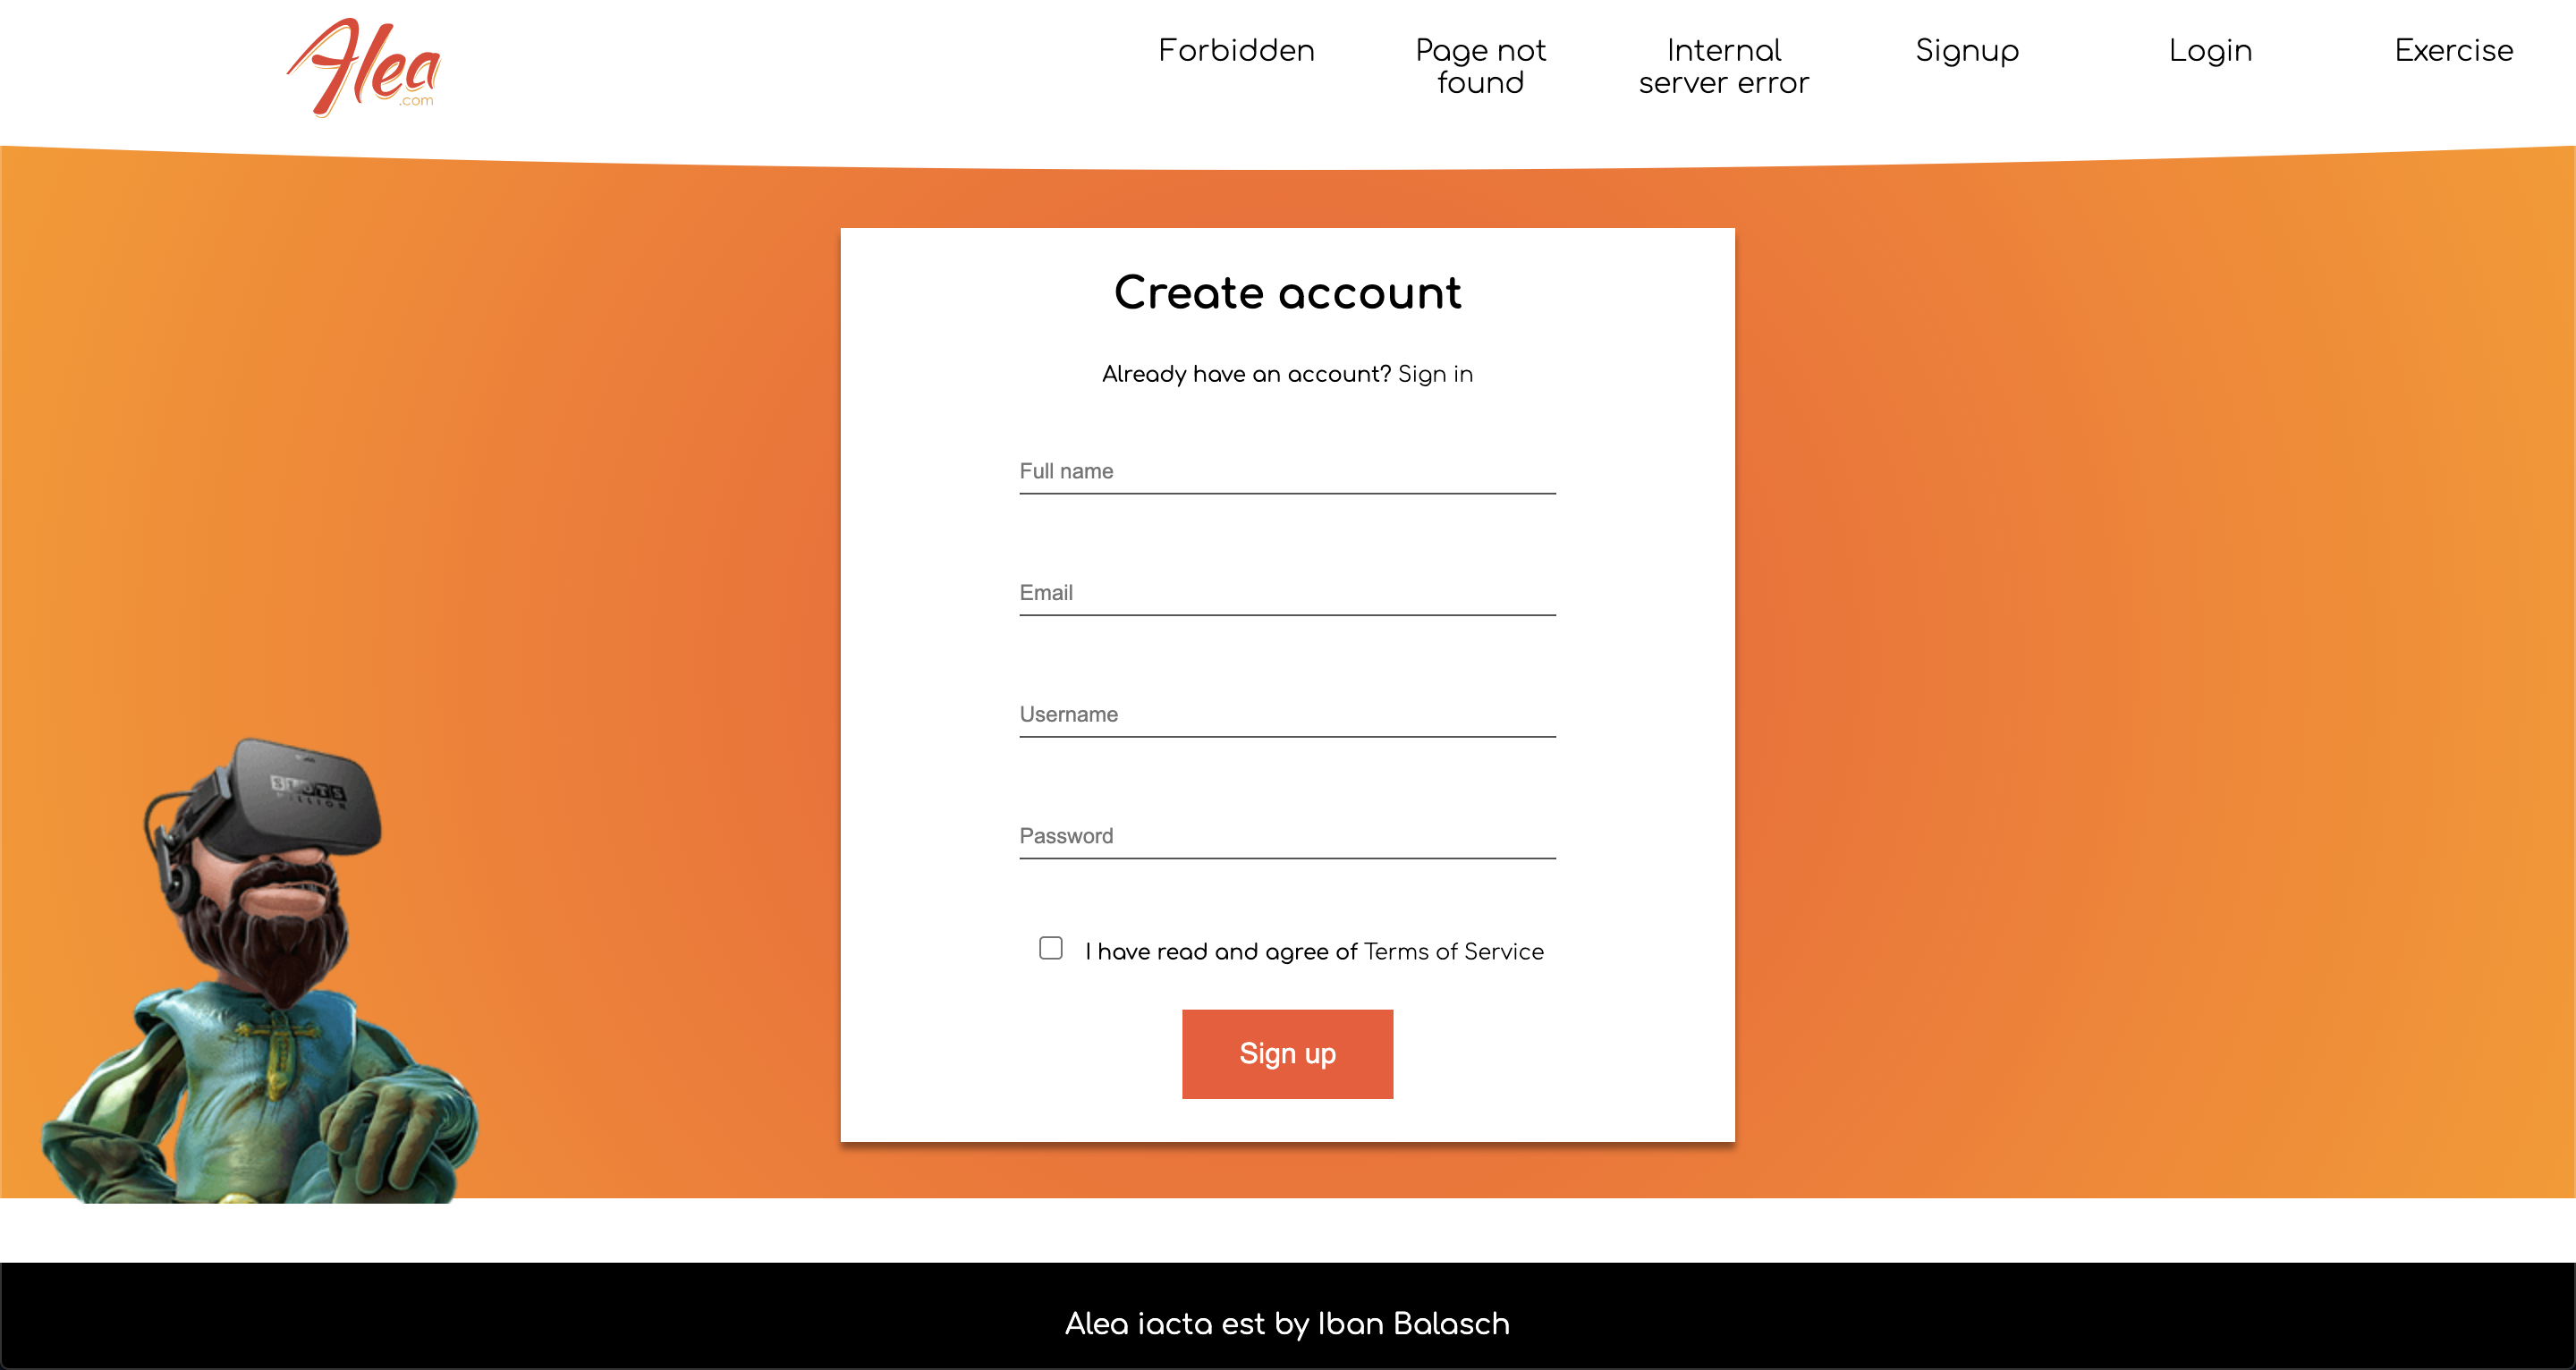 Alea
.com
Forbidden
Page not
found
Internal
server error
Signup
Login
Exercise
Create account
Already have an account? Sign in
Full name
Email
Username
Password
I have read and agree of Terms of Service
Sign up
SLOTS
MILLION
Alea iacta est by Iban Balasch